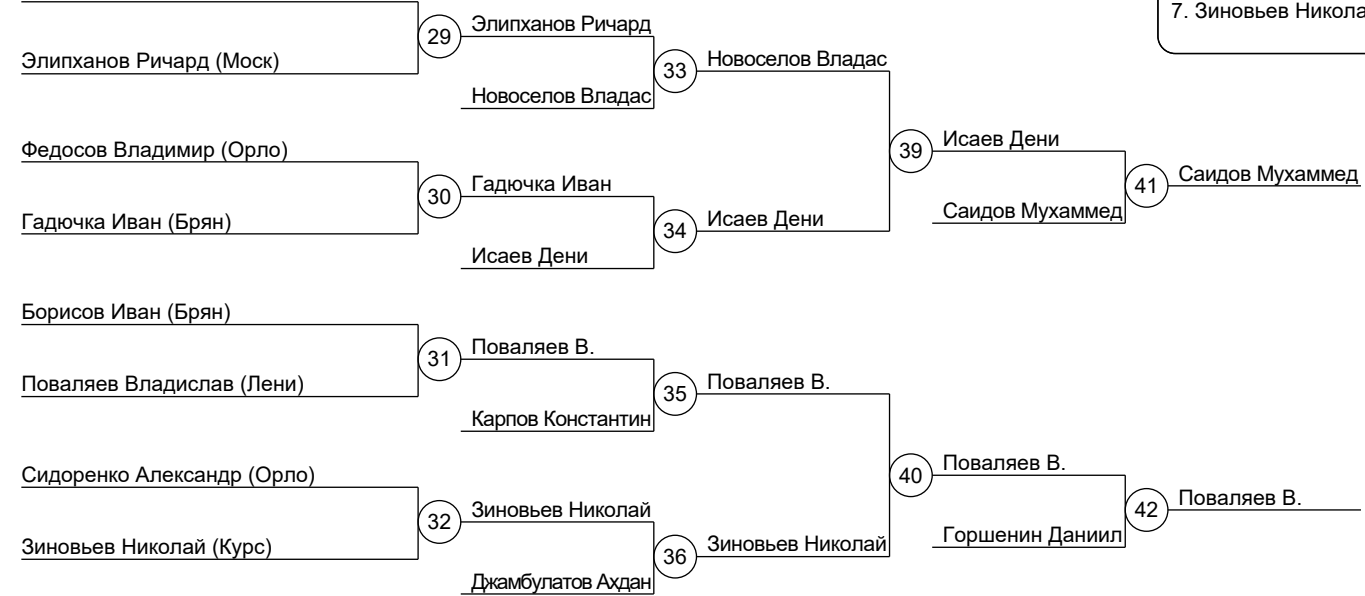 7. Зиновьев Никола
29
Элипханов Ричард
Элипханов Ричард (Моск)
33
Новоселов Владас
Новоселов Владас
Федосов Владимир (Орло)
39
Исаев Дени
30
Гадючка Иван
41
Саидов Мухаммед
Гадючка Иван (Брян)
34
Исаев Дени
Саидов Мухаммед
Исаев Дени
Борисов Иван (Брян)
31
Поваляев В.
Поваляев Владислав (Лени)
35
Поваляев В.
Карпов Константин
Сидоренко Александр (Орло)
40
Поваляев В.
32
Зиновьев Николай
42
Поваляев В.
Зиновьев Николай (Курс)
36
Зиновьев Николай
Горшенин Даниил
Джамбулатов Ахдан